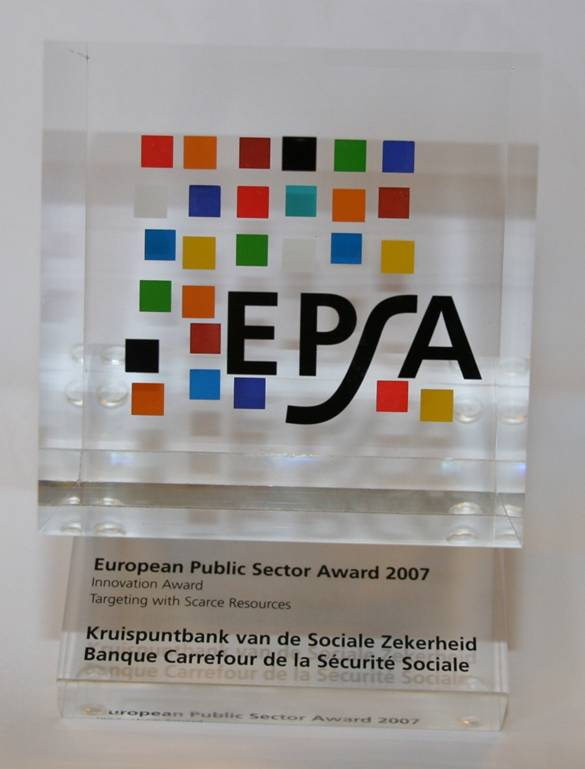 EPSA
European Public Sector Award 2007
Innovation Award
Targeting with Scarce Resources
Kruispuntbank van de Sociale Zekerheid
Banque Carrefour de la Sécurité Sociale